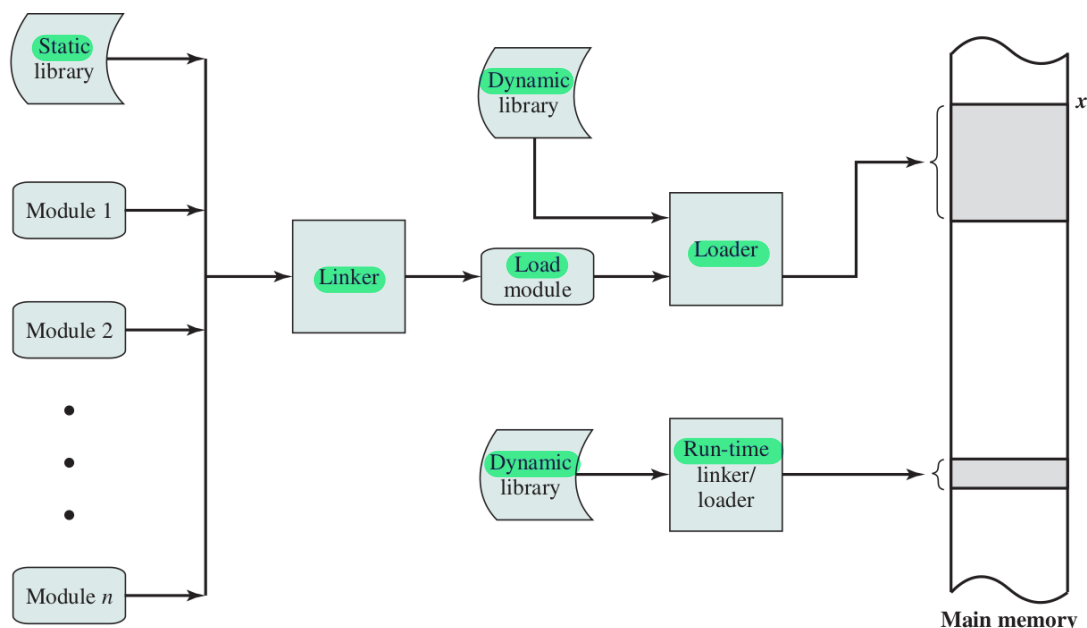 Static
library
Module 1
Module 2
Module n
Linker
Dynamic
library
Load
module
Loader
Dynamic
library
Run-time
linker/
loader
x
Main memory